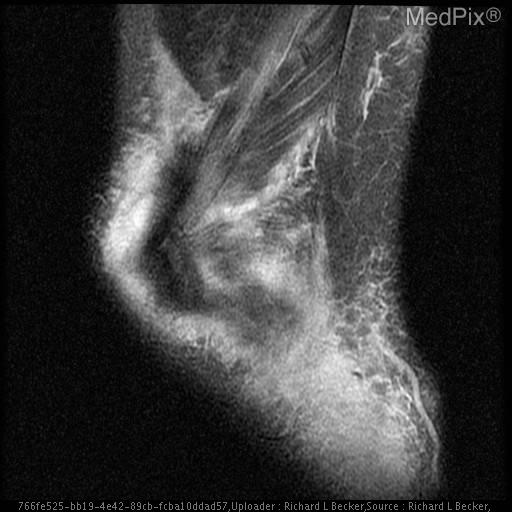 MedPix®
766fe525-bb19-4e42-89cb-fcba10ddad57,Uploader : Richard L Becker,Source : Richard L Becker,